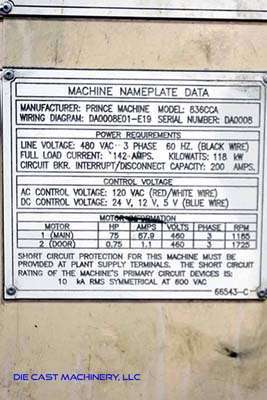 MACHINE NAMEPLATE DATA
MANUFACTURER: PRINCE MACHINE MODEL: 836CCA
WIRING DIAGRAM: DA0008E01-E19 SERIAL NUMBER: DA0008
POWER REQUIREMENTS
LINE VOLTAGE: 480 VAC 3 PHASE 60 HZ. (BLACK WIRE)
FULL LOAD CURRENT: 142 AMPS. KILOWATTS: 118 kW
CIRCUIT BKR. INTERRUPT/DISCONNECT CAPACITY: 200 AMPS.
CONTROL VOLTAGE
AC CONTROL VOLTAGE: 120 VAC (RED/WHITE WIRE)
DC CONTROL VOLTAGE: 24 V, 12 V, 5 V (BLUE WIRE)
MOTOR INFORMATION
MOTOR HP AMPS VOLTS PHASE RPM
1 (MAIN) 75 87.9 460 3 1185
2 (DOOR) 0.75 1.1 460 3 1725
SHORT CIRCUIT PROTECTION FOR THIS MACHINE MUST BE
PROVIDED AT PLANT SUPPLY TERMINALS. THE SHORT CIRCUIT
RATING OF THE MACHINE'S PRIMARY CIRCUIT DEVICES IS:
10 kA RMS SYMMETRICAL AT 600 VAC
66543-C
DIE CAST MACHINERY, LLC